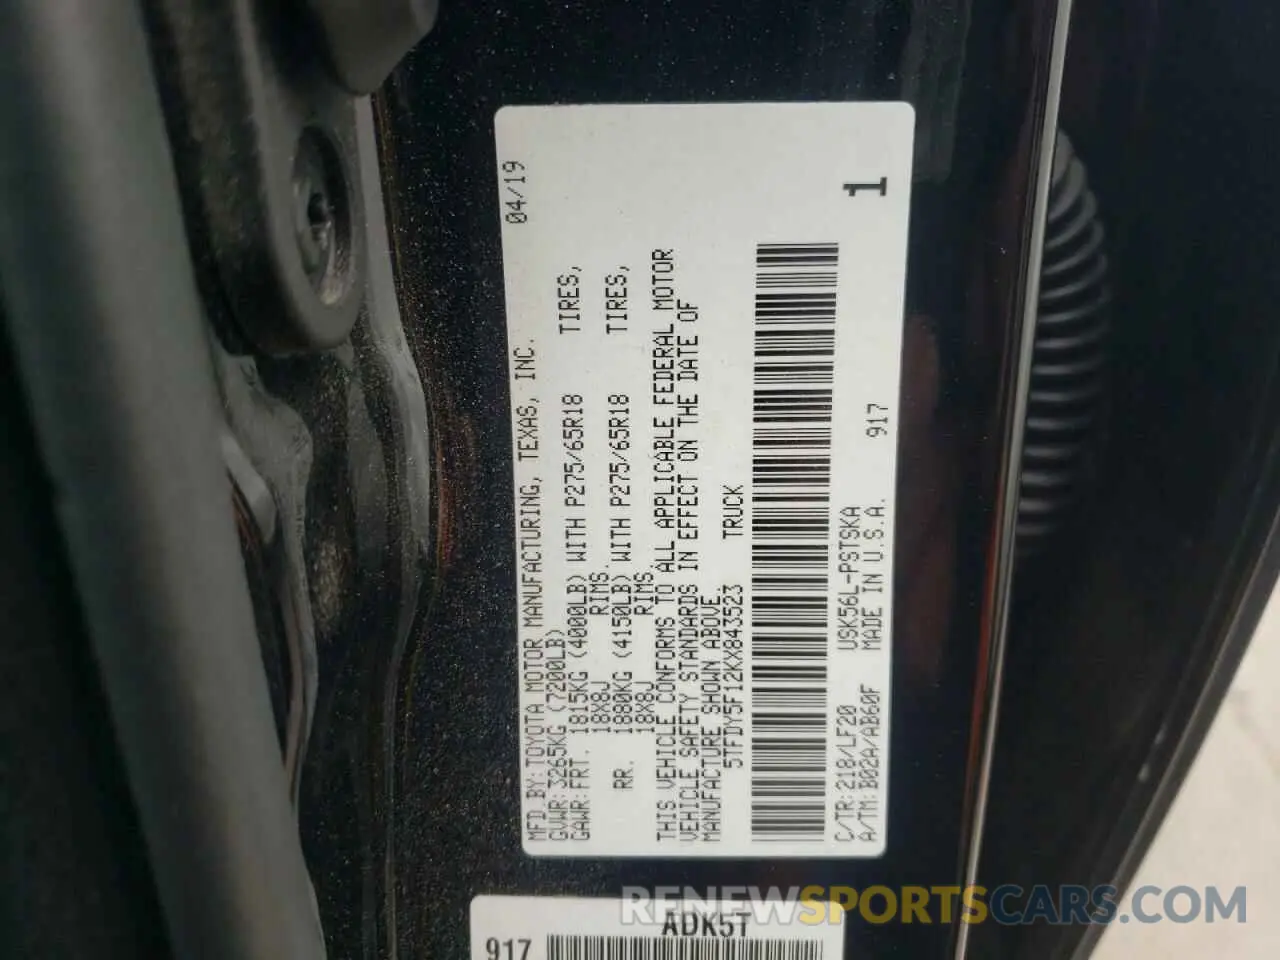 MFD.BY:TOYOTA MOTOR MANUFACTURING, TEXAS, INC. 04/19
GVWR:3265KG (7200LB)
GAWR:FRT. 1815KG (4000LB) WITH P275/65R18 TIRES,
18X8J RIMS.
RR. 1880KG (4150LB) WITH P275/65R18 TIRES,
18X8J RIMS.
THIS VEHICLE CONFORMS TO ALL APPLICABLE FEDERAL MOTOR
VEHICLE SAFETY STANDARDS IN EFFECT ON THE DATE OF
MANUFACTURE SHOWN ABOVE.
5TFDY5F12KX843523 TRUCK
C/TR:218/LF20 USK56L-PSTSKA 917 1
A/TM:B02A/AB60F MADE IN U.S.A.
ADK5T
917
RENEWSPORTSCARS.COM